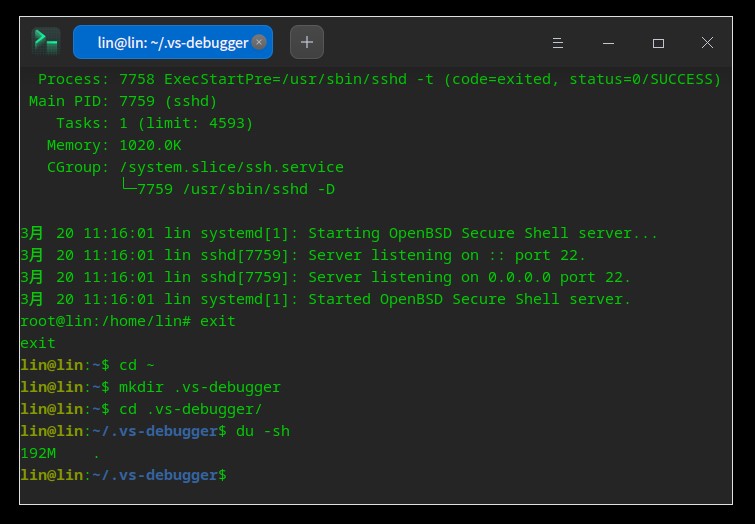 lin@lin: ~/.vs-debugger
Process: 7758 ExecStartPre=/usr/sbin/sshd -t (code=exited, status=0/SUCCESS)
Main PID: 7759 (sshd)
Tasks: 1 (limit: 4593)
Memory: 1020.0K
CGroup: /system.slice/ssh.service
└─7759 /usr/sbin/sshd -D
3月 20 11:16:01 lin systemd[1]: Starting OpenBSD Secure Shell server...
3月 20 11:16:01 lin sshd[7759]: Server listening on :: port 22.
3月 20 11:16:01 lin sshd[7759]: Server listening on 0.0.0.0 port 22.
3月 20 11:16:01 lin systemd[1]: Started OpenBSD Secure Shell server.
root@lin:/home/lin# exit
exit
lin@lin:~$ cd ~
lin@lin:~$ mkdir .vs-debugger
lin@lin:~$ cd .vs-debugger/
lin@lin:~/.vs-debugger$ du -sh
192M    .
lin@lin:~/.vs-debugger$